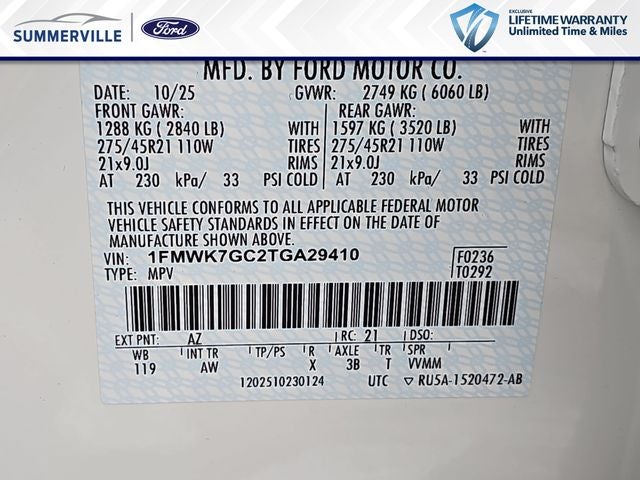 SUMMERVILLE
Ford
EXCLUSIVE
LIFETIME WARRANTY
Unlimited Time & Miles
MFD. BY FORD MOTOR CO.
DATE: 10/25 GVWR: 2749 KG ( 6060 LB)
FRONT GAWR: REAR GAWR:
1288 KG ( 2840 LB) WITH 1597 KG ( 3520 LB) WITH
275/45R21 110W TIRES 275/45R21 110W TIRES
21x9.0J RIMS 21x9.0J RIMS
AT 230 kPa/ 33 PSI COLD AT 230 kPa/ 33 PSI COLD
THIS VEHICLE CONFORMS TO ALL APPLICABLE FEDERAL MOTOR
VEHICLE SAFETY STANDARDS IN EFFECT ON THE DATE OF
MANUFACTURE SHOWN ABOVE.
VIN: 1FMWK7GC2TGA29410 F0236
TYPE: MPV T0292
EXT PNT: AZ RC: 21 DSO:
WB INT TR TP/PS R AXLE TR SPR
119 AW X 3B T VVMM
1202510230124 UTC ▽ RU5A-1520472-AB